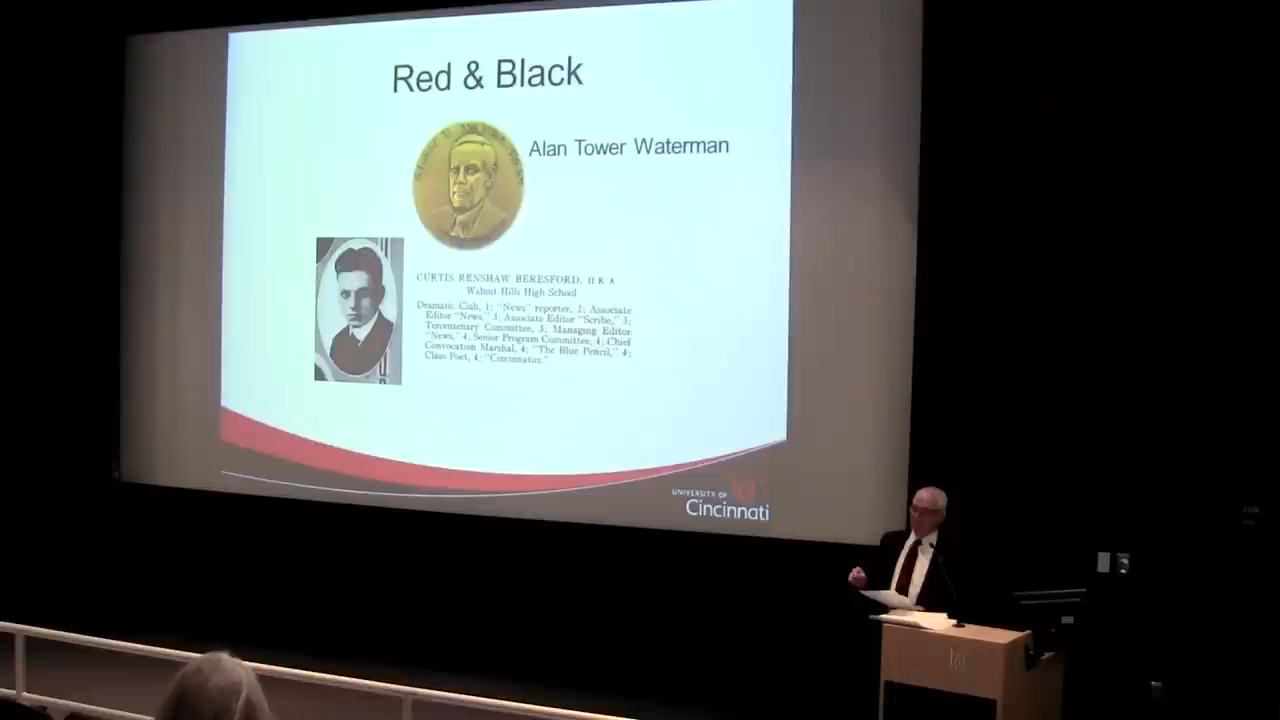 Red & Black
Alan Tower Waterman
CURTIS RENSHAW BERESFORD, Π Κ Α
Walnut Hills High School
Dramatic Club, 1; "News" reporter, 2; Associate
Editor "News," 3; Associate Editor "Scribe," 3;
Tercentenary Committee, 3; Managing Editor
"News," 4; Senior Program Committee, 4; Chief
Convocation Marshal, 4; "The Blue Pencil," 4;
Class Poet, 4; "Cincinnatus."
UNIVERSITY OF
Cincinnati